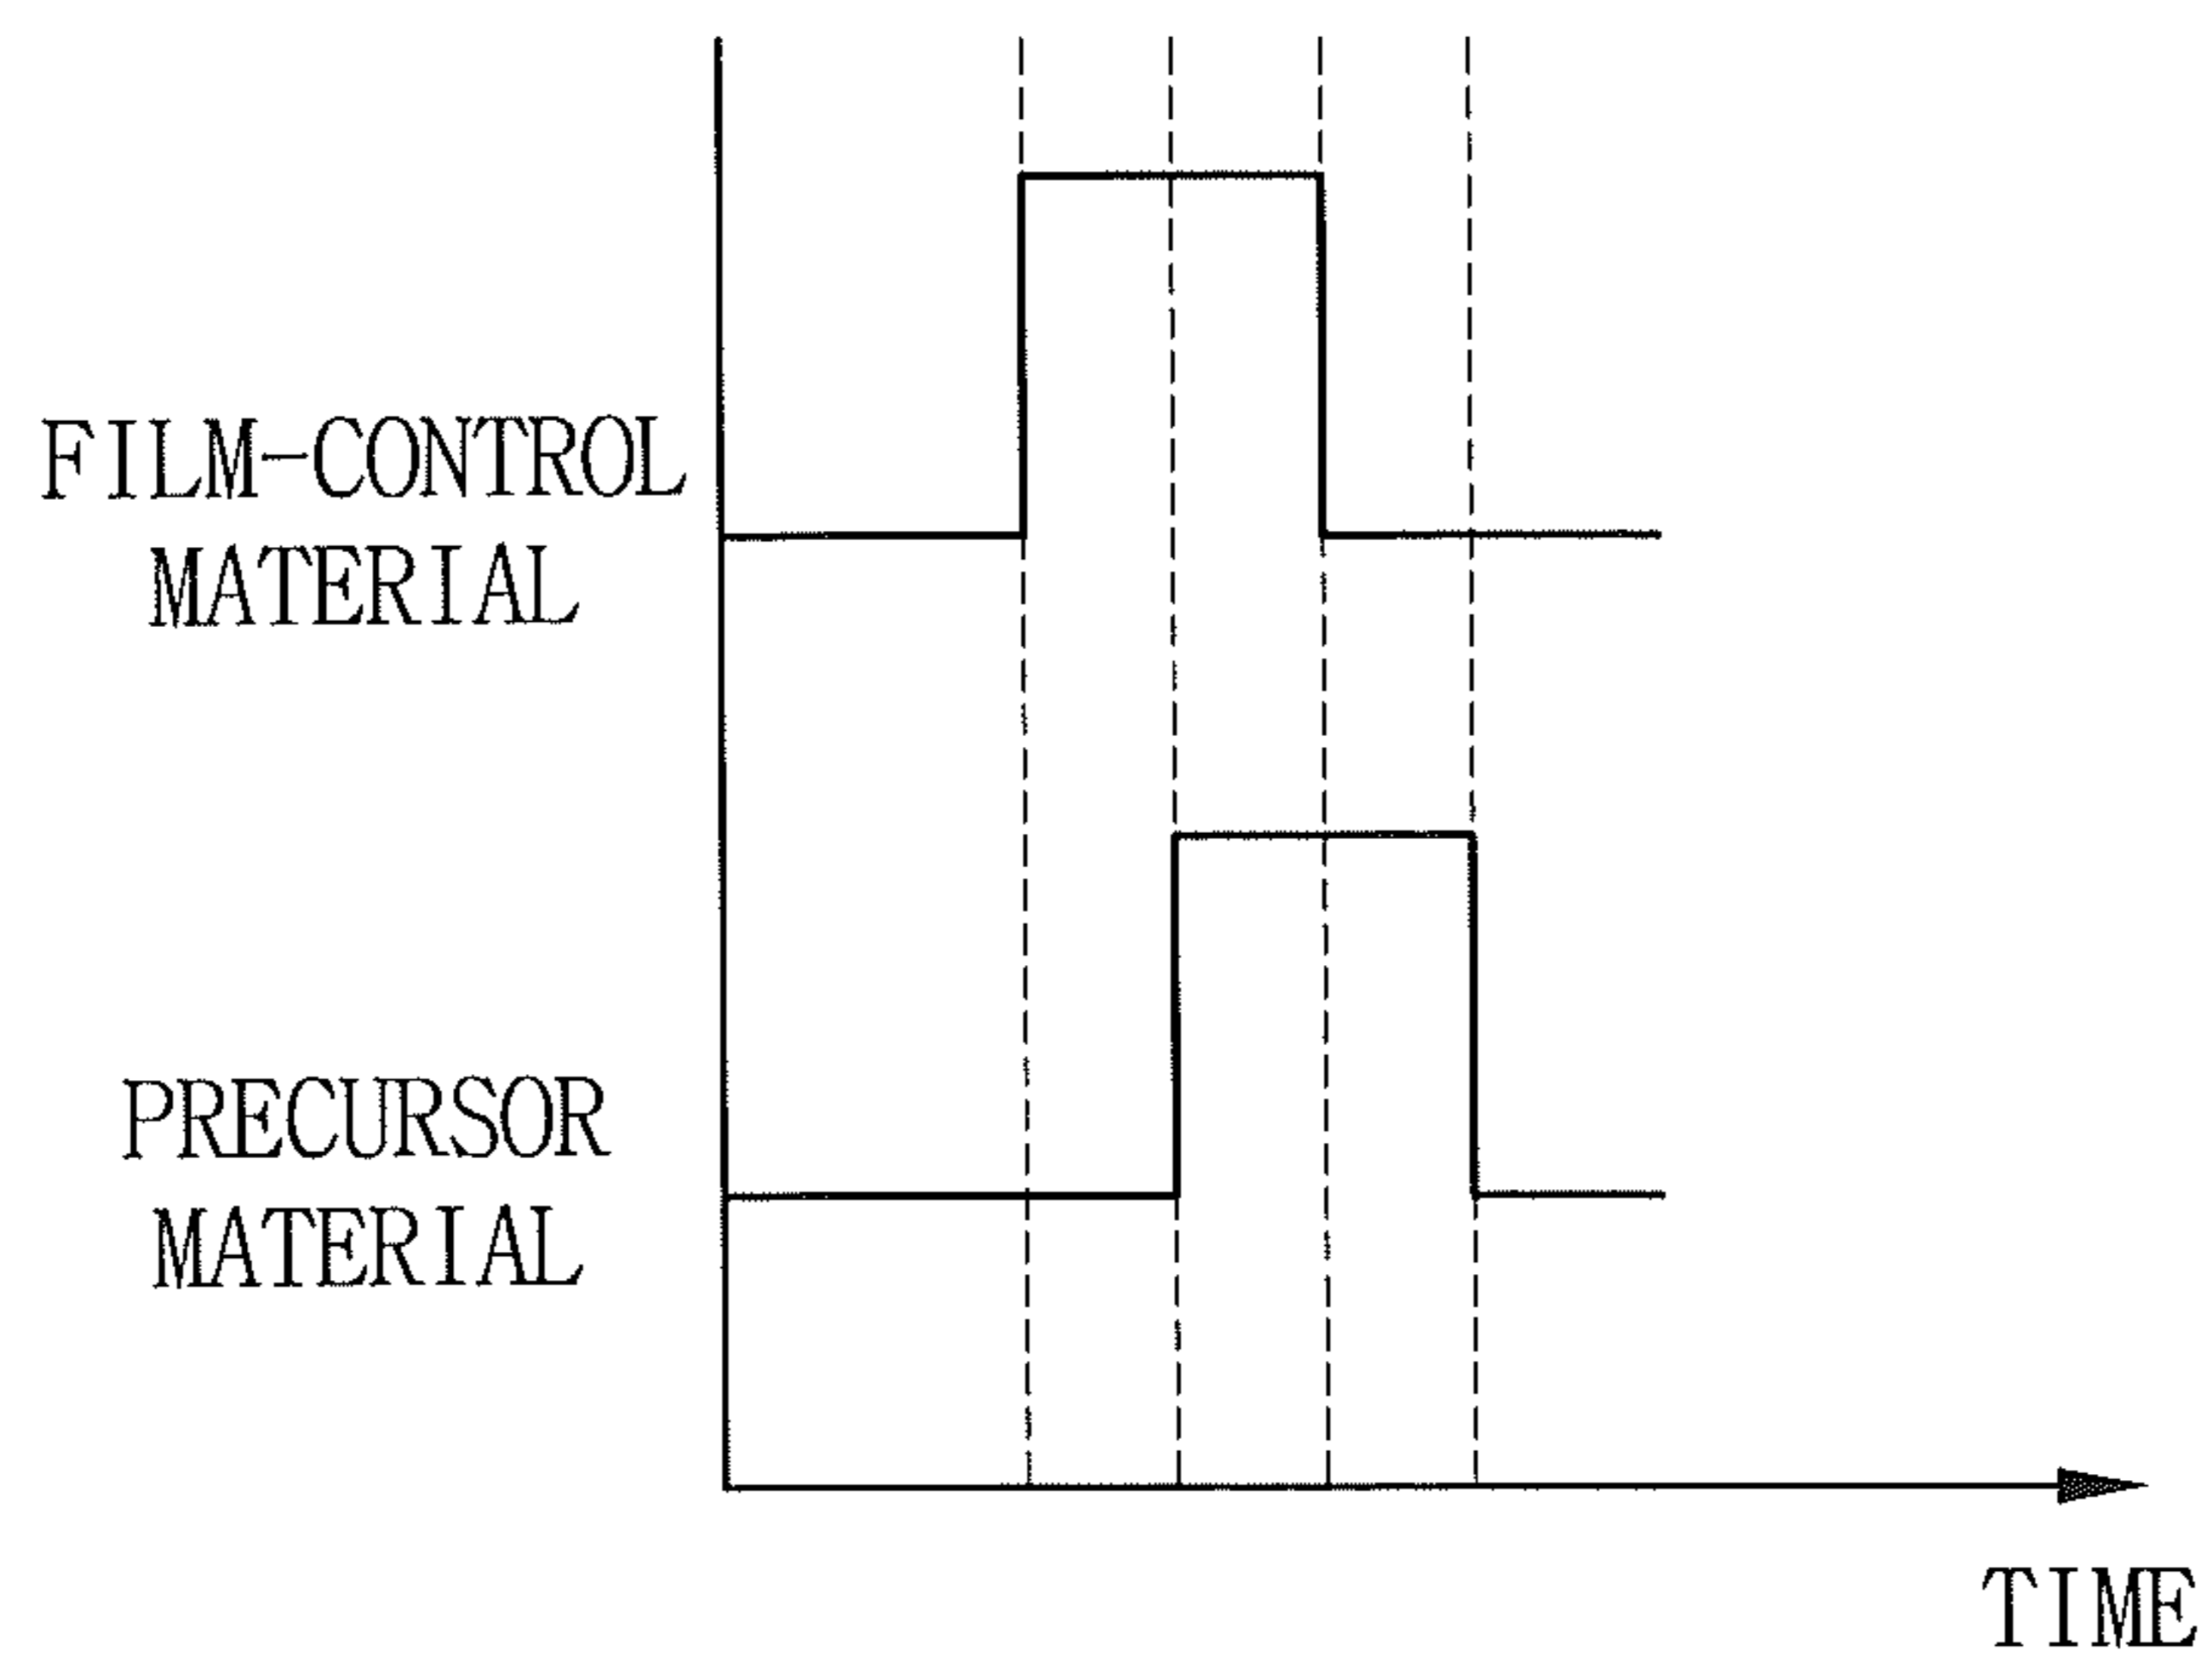 FILM-CONTROL
MATERIAL
PRECURSOR
MATERIAL
TIME